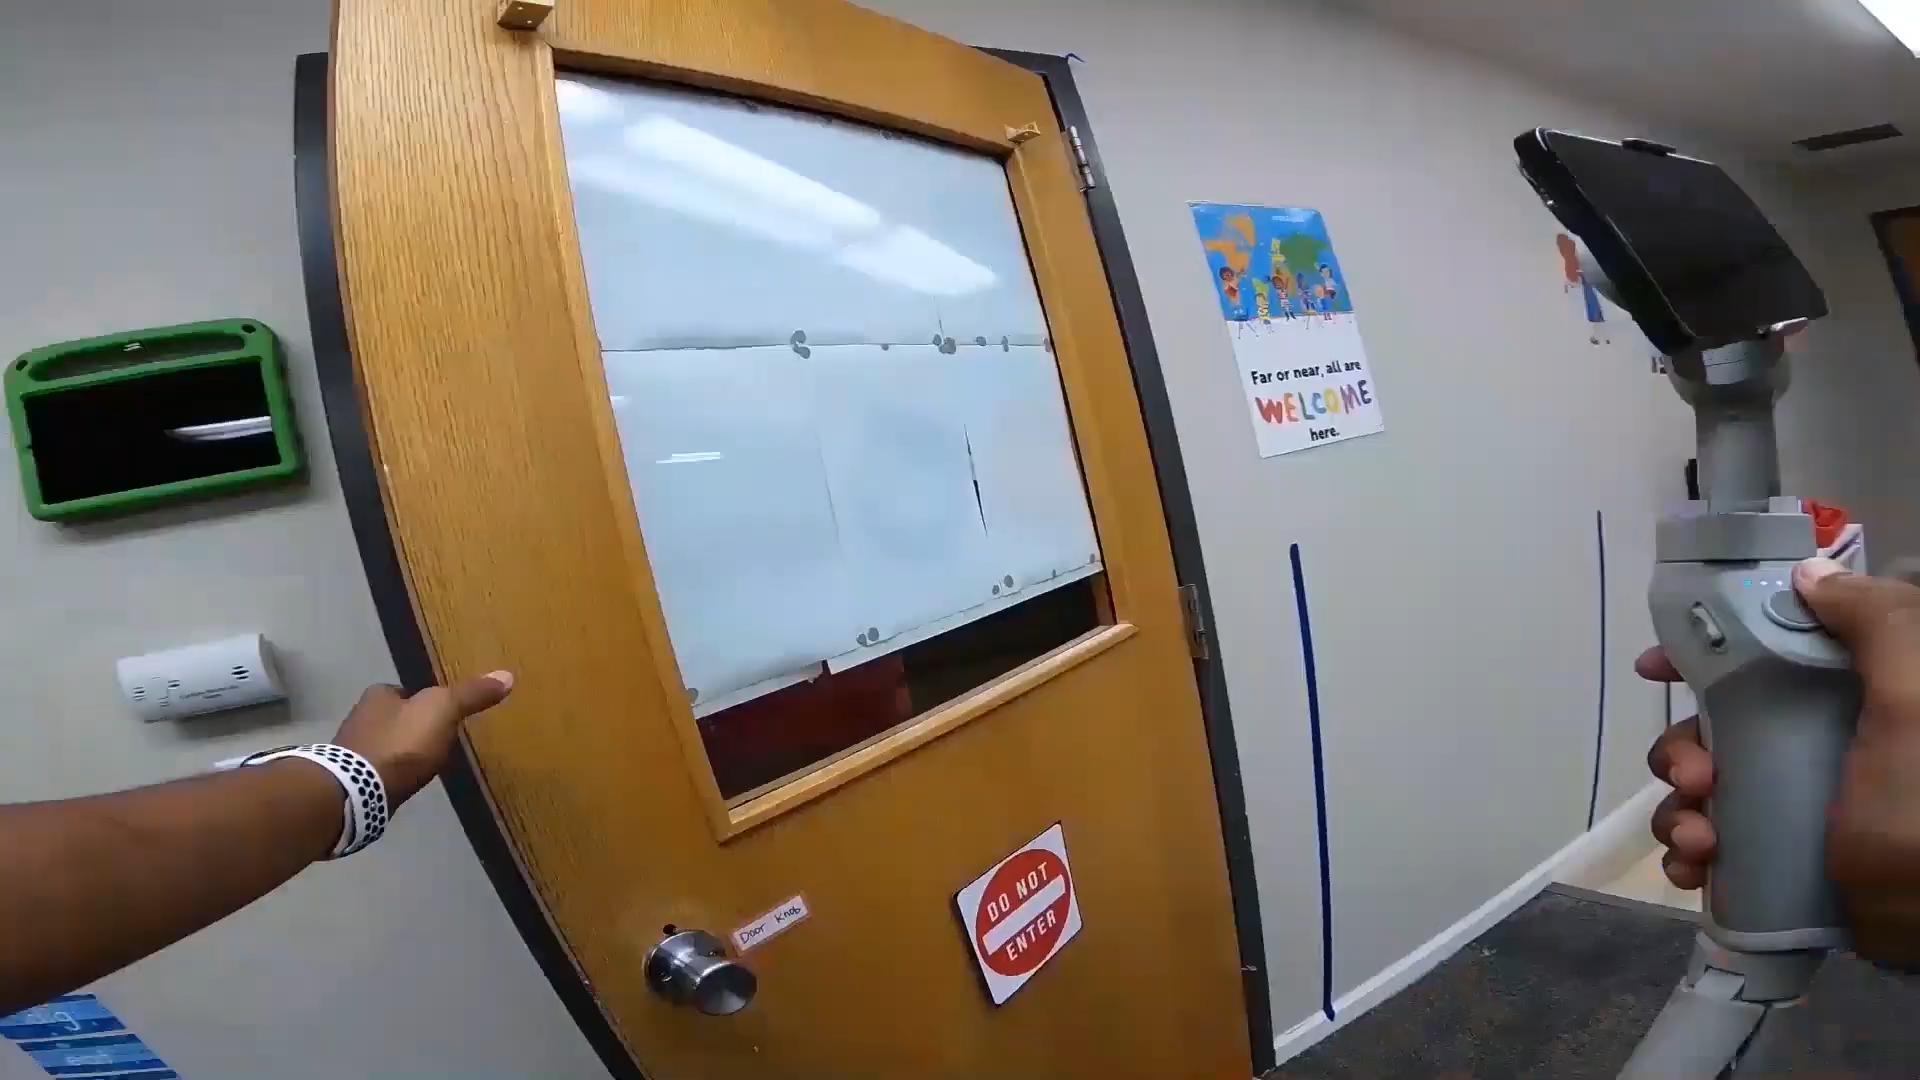 Far or near, all are
WELCOME
here.
Door Knob
DO NOT
ENTER